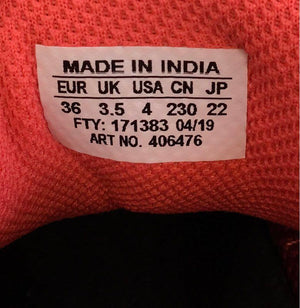 MADE IN INDIA
EUR UK USA CN JP
36 3.5 4 230 22
FTY: 171383 04/19
ART NO. 406476